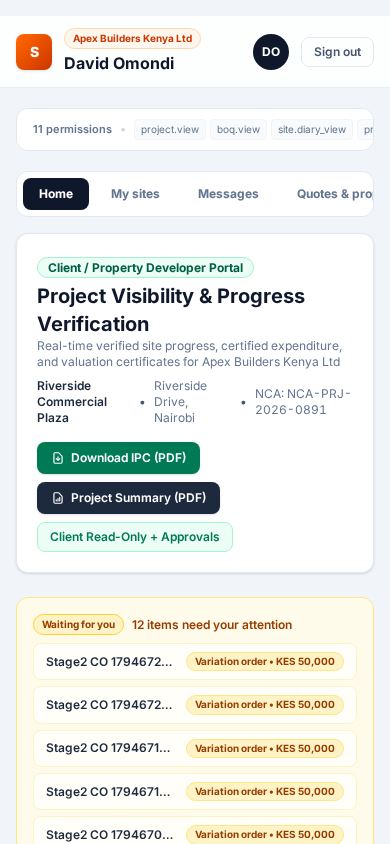 S
Apex Builders Kenya Ltd
David Omondi
DO
Sign out
11 permissions • project.view boq.view site.diary_view pr
Home My sites Messages Quotes & pro
Client / Property Developer Portal
Project Visibility & Progress
Verification
Real-time verified site progress, certified expenditure,
and valuation certificates for Apex Builders Kenya Ltd
Riverside
Commercial
Plaza
•
Riverside
Drive,
Nairobi
•
NCA: NCA-PRJ-
2026-0891
Download IPC (PDF)
Project Summary (PDF)
Client Read-Only + Approvals
Waiting for you 12 items need your attention
Stage2 CO 1794672... Variation order • KES 50,000
Stage2 CO 1794672... Variation order • KES 50,000
Stage2 CO 1794671... Variation order • KES 50,000
Stage2 CO 1794671... Variation order • KES 50,000
Stage2 CO 1794670... Variation order • KES 50,000